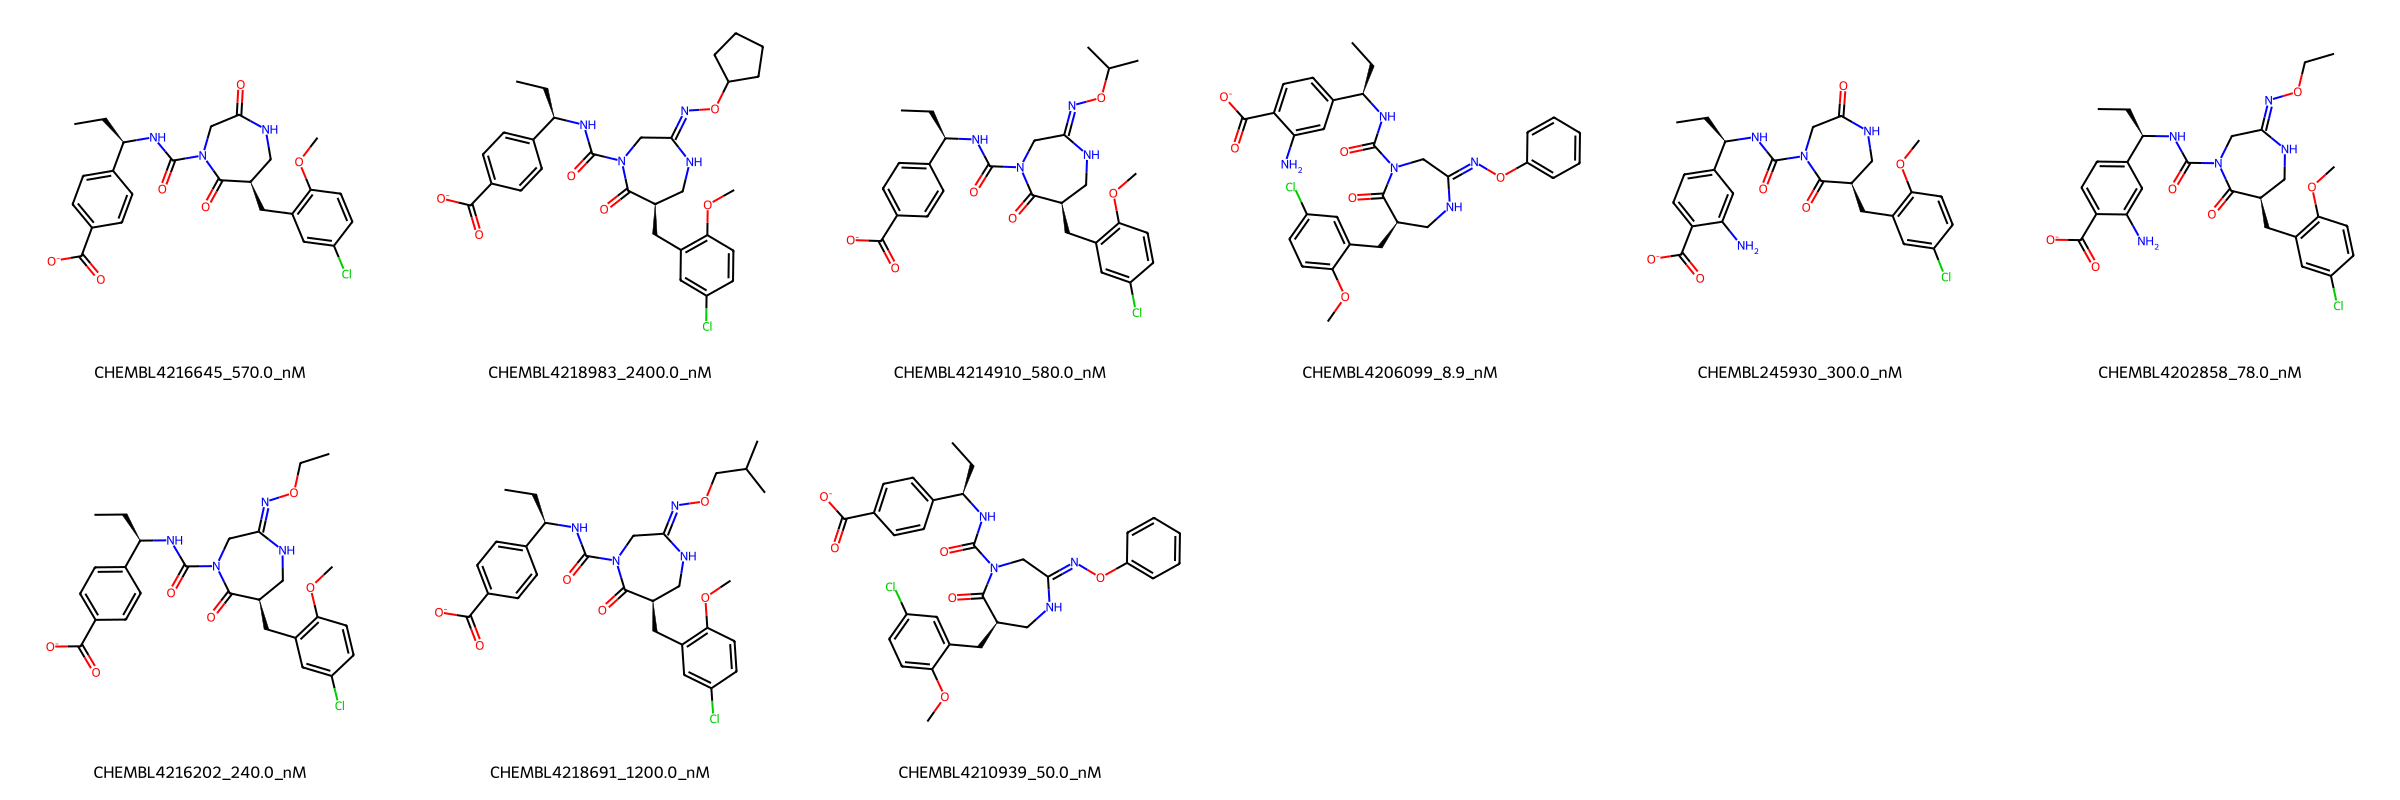 CHEMBL4216645_570.0_nM
CHEMBL4218983_2400.0_nM
CHEMBL4214910_580.0_nM
CHEMBL4206099_8.9_nM
CHEMBL245930_300.0_nM
CHEMBL4202858_78.0_nM
CHEMBL4216202_240.0_nM
CHEMBL4218691_1200.0_nM
CHEMBL4210939_50.0_nM